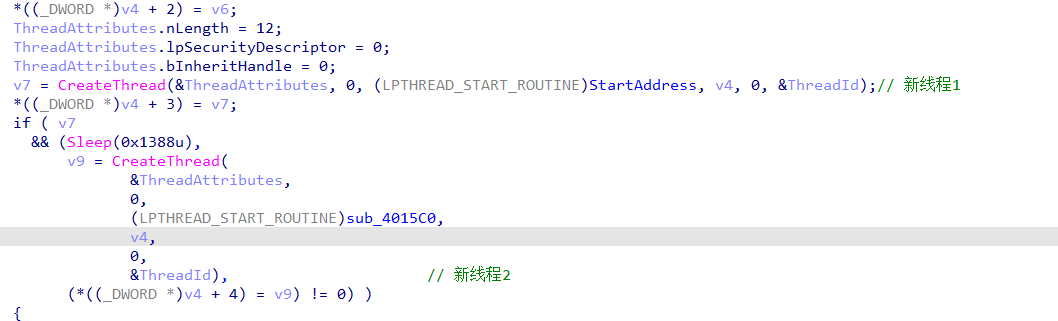 *((_DWORD *)v4 + 2) = v6;
ThreadAttributes.nLength = 12;
ThreadAttributes.lpSecurityDescriptor = 0;
ThreadAttributes.bInheritHandle = 0;
v7 = CreateThread(&ThreadAttributes, 0, (LPTHREAD_START_ROUTINE)StartAddress, v4, 0, &ThreadId);// 新线程1
*((_DWORD *)v4 + 3) = v7;
if ( v7
&& (Sleep(0x1388u),
v9 = CreateThread(
&ThreadAttributes,
0,
(LPTHREAD_START_ROUTINE)sub_4015C0,
v4,
0,
&ThreadId), // 新线程2
(*((_DWORD *)v4 + 4) = v9) != 0) )
{